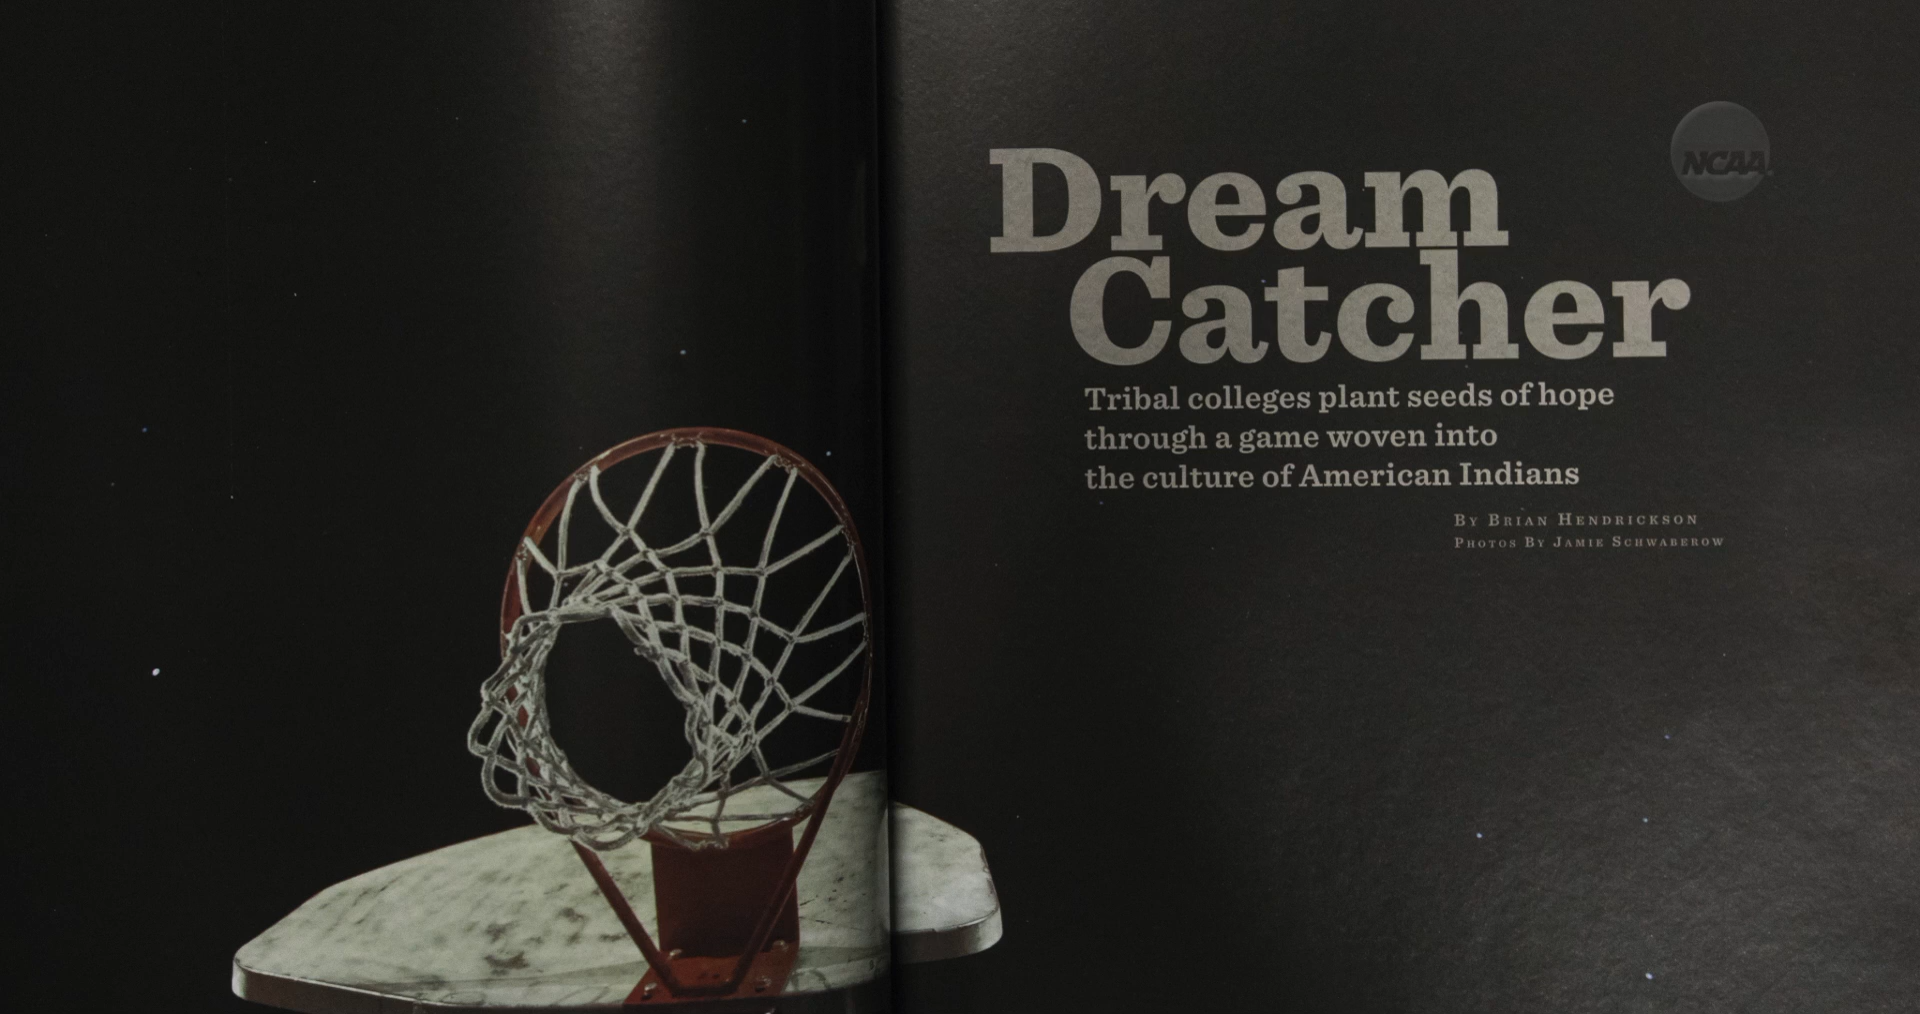 NCAA
Dream
Catcher
Tribal colleges plant seeds of hope
through a game woven into
the culture of American Indians
By Brian Hendrickson
Photos By Jamie Schwaberow